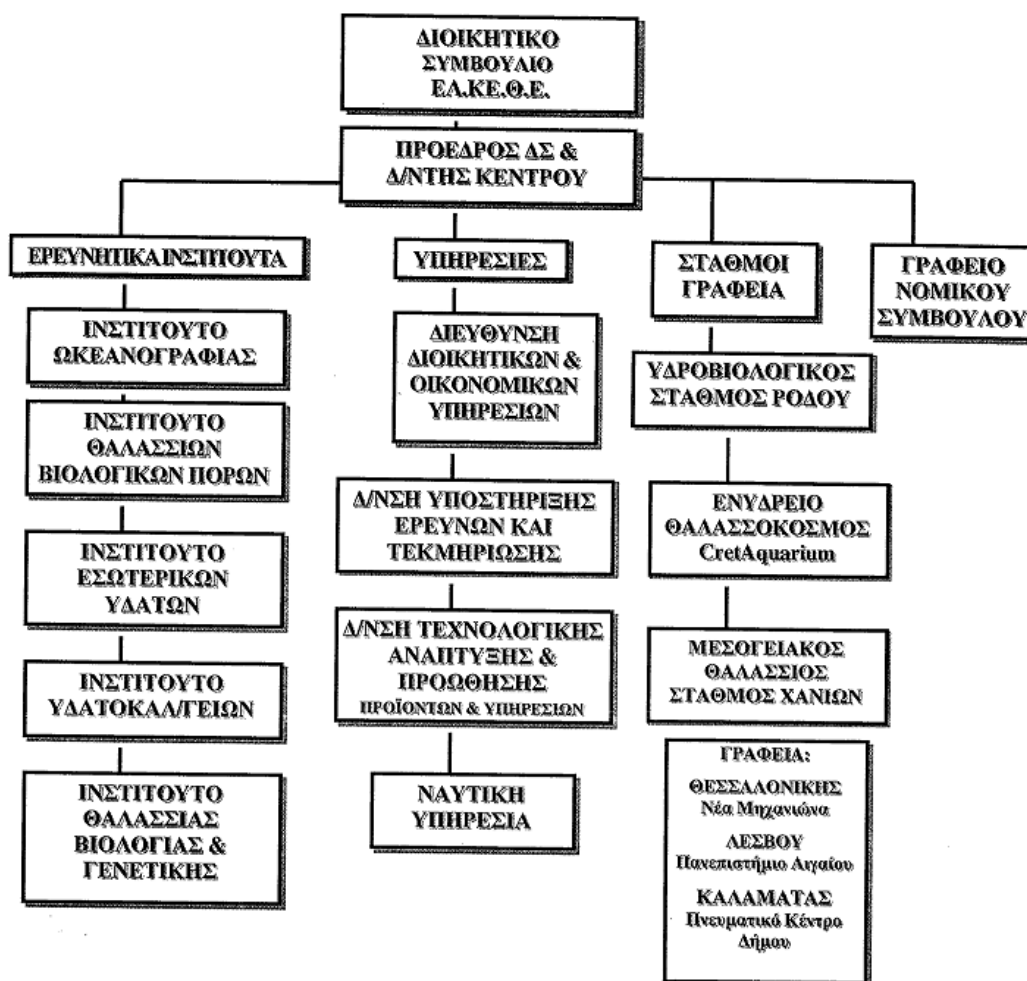 ΔΙΟΙΚΗΤΙΚΟ
ΣΥΜΒΟΥΛΙΟ
ΕΛ.ΚΕ.Θ.Ε.
ΠΡΟΕΔΡΟΣ ΔΣ &
Δ/ΝΤΗΣ ΚΕΝΤΡΟΥ
ΕΡΕΥΝΗΤΙΚΑ ΙΝΣΤΙΤΟΥΤΑ
ΙΝΣΤΙΤΟΥΤΟ
ΩΚΕΑΝΟΓΡΑΦΙΑΣ
ΙΝΣΤΙΤΟΥΤΟ
ΘΑΛΑΣΣΙΩΝ
ΒΙΟΛΟΓΙΚΩΝ ΠΟΡΩΝ
ΙΝΣΤΙΤΟΥΤΟ
ΕΣΩΤΕΡΙΚΩΝ
ΥΔΑΤΩΝ
ΙΝΣΤΙΤΟΥΤΟ
ΥΔΑΤΟΚΑΛ/ΓΕΙΩΝ
ΙΝΣΤΙΤΟΥΤΟ
ΘΑΛΑΣΣΙΑΣ
ΒΙΟΛΟΓΙΑΣ &
ΓΕΝΕΤΙΚΗΣ
ΥΠΗΡΕΣΙΕΣ
ΔΙΕΥΘΥΝΣΗ
ΔΙΟΙΚΗΤΙΚΩΝ &
ΟΙΚΟΝΟΜΙΚΩΝ
ΥΠΗΡΕΣΙΩΝ
Δ/ΝΣΗ ΥΠΟΣΤΗΡΙΞΗΣ
ΕΡΕΥΝΩΝ ΚΑΙ
ΤΕΚΜΗΡΙΩΣΗΣ
Δ/ΝΣΗ ΤΕΧΝΟΛΟΓΙΚΗΣ
ΑΝΑΠΤΥΞΗΣ &
ΠΡΟΩΘΗΣΗΣ
ΠΡΟΪΟΝΤΩΝ & ΥΠΗΡΕΣΙΩΝ
ΝΑΥΤΙΚΗ
ΥΠΗΡΕΣΙΑ
ΣΤΑΘΜΟΙ
ΓΡΑΦΕΙΑ
ΥΔΡΟΒΙΟΛΟΓΙΚΟΣ
ΣΤΑΘΜΟΣ ΡΟΔΟΥ
ΕΝΥΔΡΕΙΟ
ΘΑΛΑΣΣΟΚΟΣΜΟΣ
CretAquarium
ΜΕΣΟΓΕΙΑΚΟΣ
ΘΑΛΑΣΣΙΟΣ
ΣΤΑΘΜΟΣ ΧΑΝΙΩΝ
ΓΡΑΦΕΙΑ:
ΘΕΣΣΑΛΟΝΙΚΗΣ
Νέα Μηχανιώνα
ΛΕΣΒΟΥ
Πανεπιστήμιο Αιγαίου
ΚΑΛΑΜΑΤΑΣ
Πνευματικό Κέντρο
Δήμου
ΓΡΑΦΕΙΟ
ΝΟΜΙΚΟΥ
ΣΥΜΒΟΥΛΟΥ